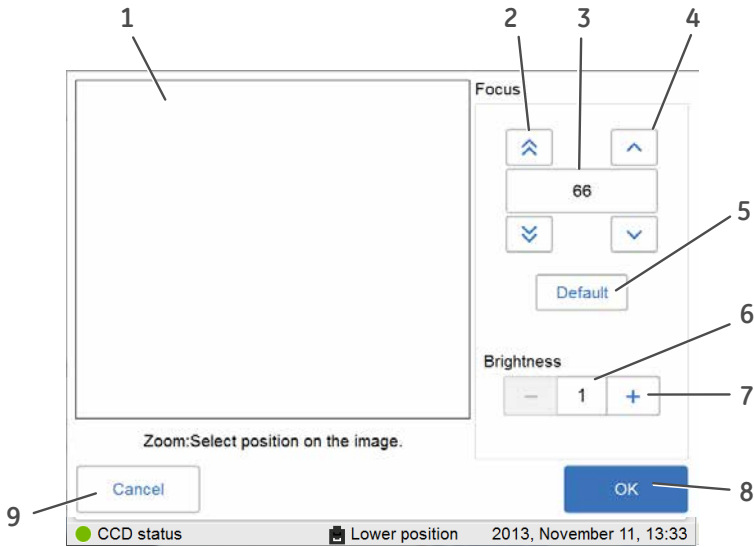 1 2 3 4
Focus
66
5
Default
6
Brightness
− 1 + 7
Zoom:Select position on the image.
Cancel OK 8
9
CCD status Lower position 2013, November 11, 13:33